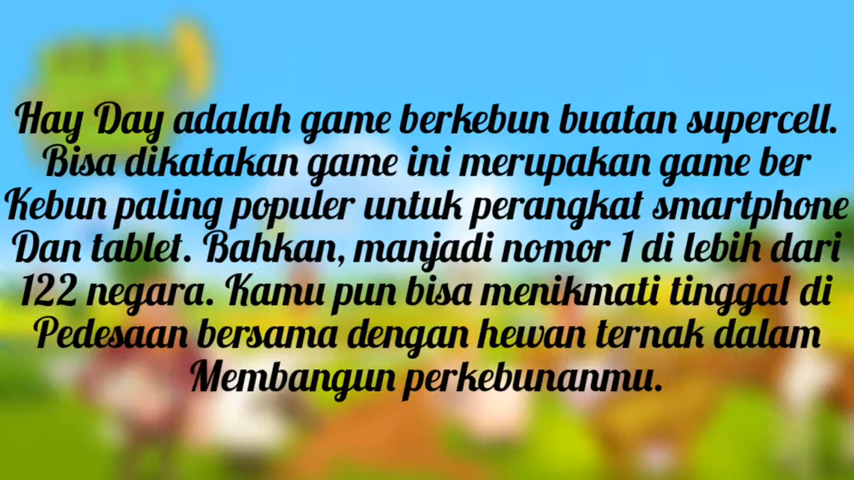 Hay Day adalah game berkebun buatan supercell.
Bisa dikatakan game ini merupakan game ber
Kebun paling populer untuk perangkat smartphone
Dan tablet. Bahkan, manjadi nomor 1 di lebih dari
122 negara. Kamu pun bisa menikmati tinggal di
Pedesaan bersama dengan hewan ternak dalam
Membangun perkebunanmu.